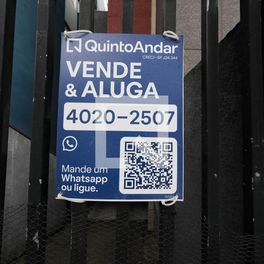 QuintoAndar
CRECI-SP J24.344
VENDE
& ALUGA
4020-2507
Mande um
Whatsapp
ou ligue.